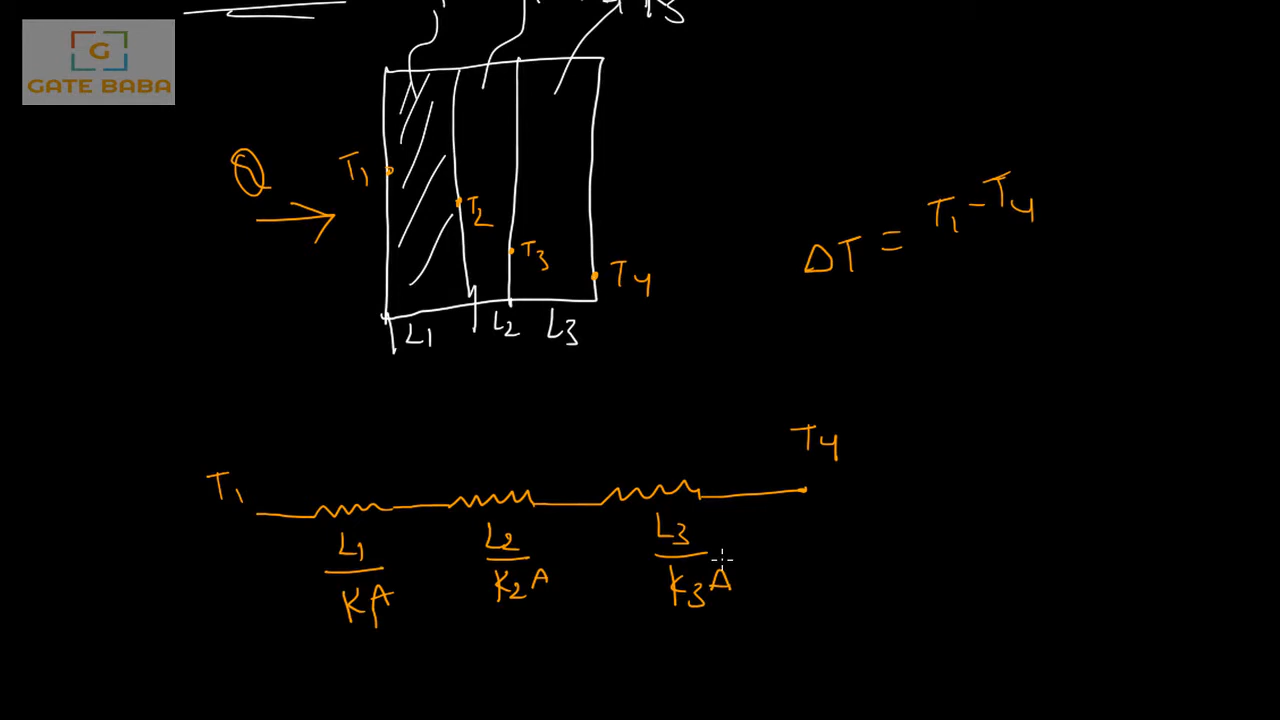 G
GATE BABA
Q
T1
T2
T3
T4
L1 L2 L3
ΔT = T1 - T4
T1
T4
L1
KA
L2
K2A
L3
K3A